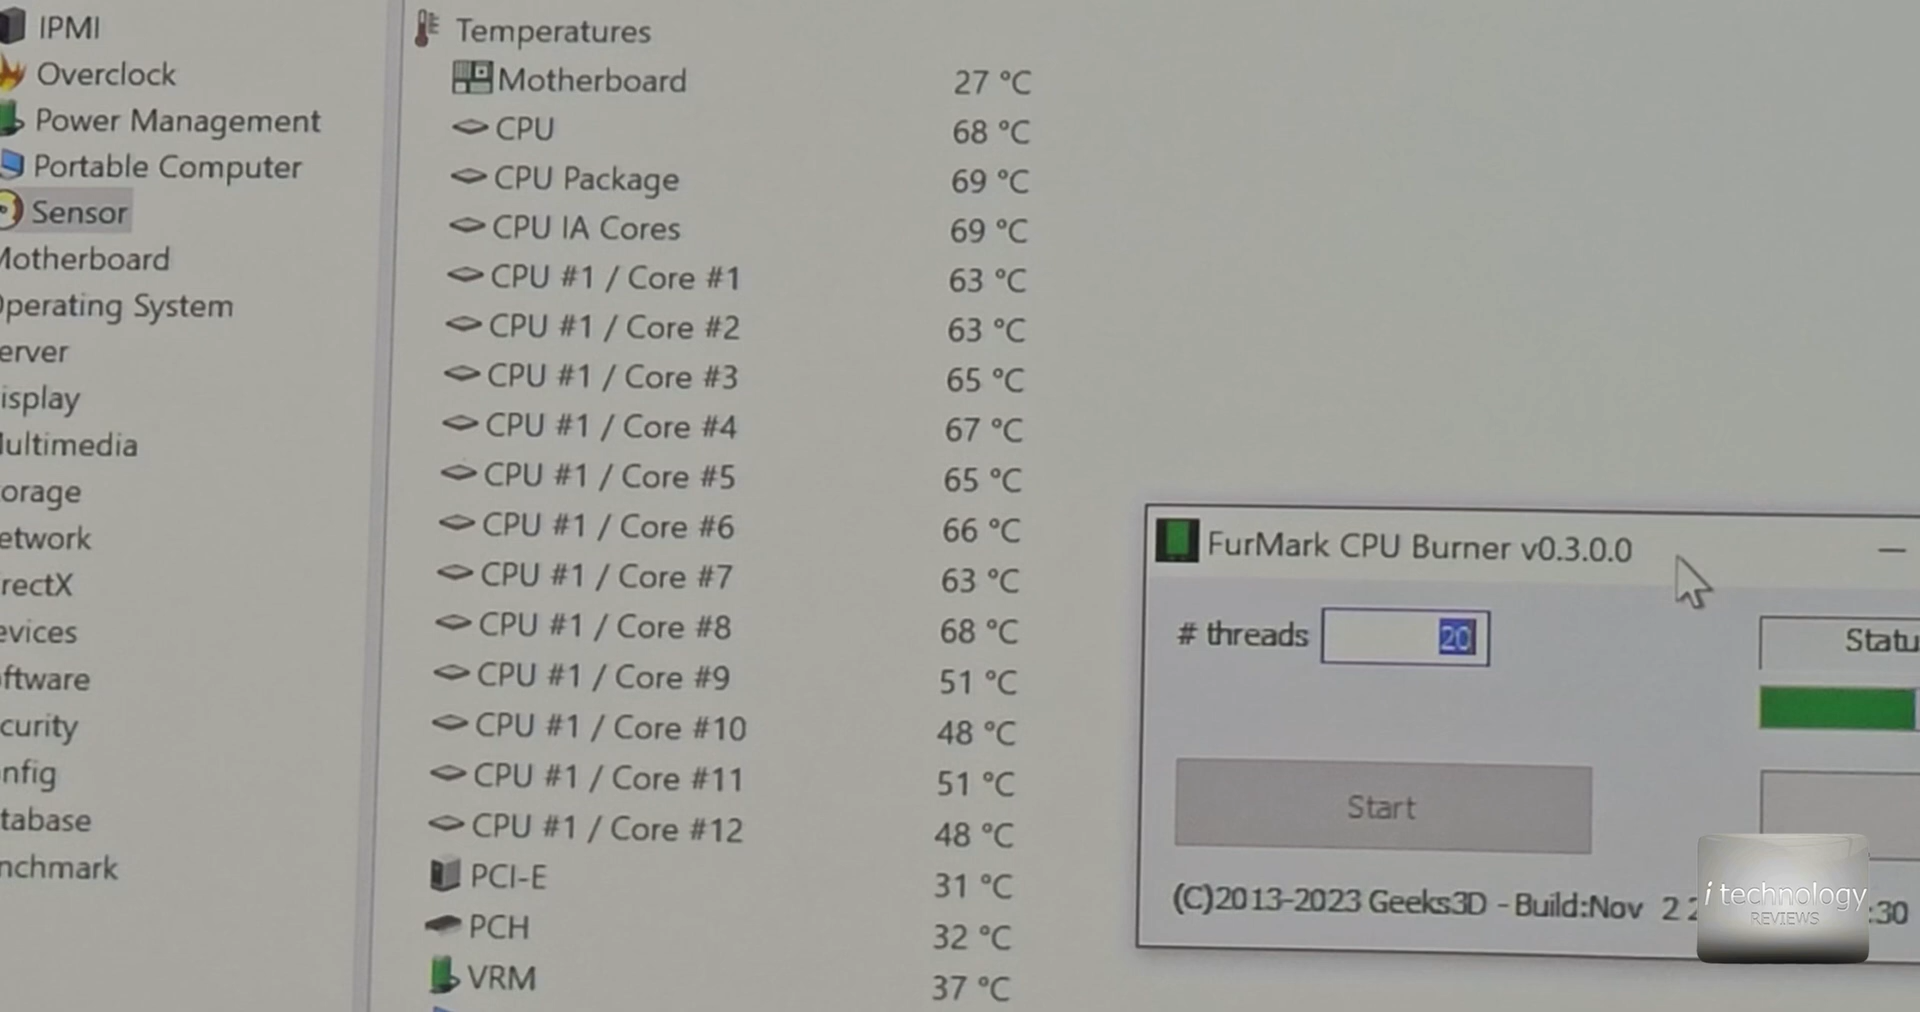 IPMI
Overclock
Power Management
Portable Computer
Sensor
Motherboard
Operating System
erver
isplay
ultimedia
orage
etwork
rectX
evices
ftware
curity
nfig
tabase
nchmark
Temperatures
Motherboard 27 °C
CPU 68 °C
CPU Package 69 °C
CPU IA Cores 69 °C
CPU #1 / Core #1 63 °C
CPU #1 / Core #2 63 °C
CPU #1 / Core #3 65 °C
CPU #1 / Core #4 67 °C
CPU #1 / Core #5 65 °C
CPU #1 / Core #6 66 °C
CPU #1 / Core #7 63 °C
CPU #1 / Core #8 68 °C
CPU #1 / Core #9 51 °C
CPU #1 / Core #10 48 °C
CPU #1 / Core #11 51 °C
CPU #1 / Core #12 48 °C
PCI-E 31 °C
PCH 32 °C
VRM 37 °C
FurMark CPU Burner v0.3.0.0
# threads 20
Statu
Start
(C)2013-2023 Geeks3D - Build:Nov 2 2 :30
i technology
REVIEWS